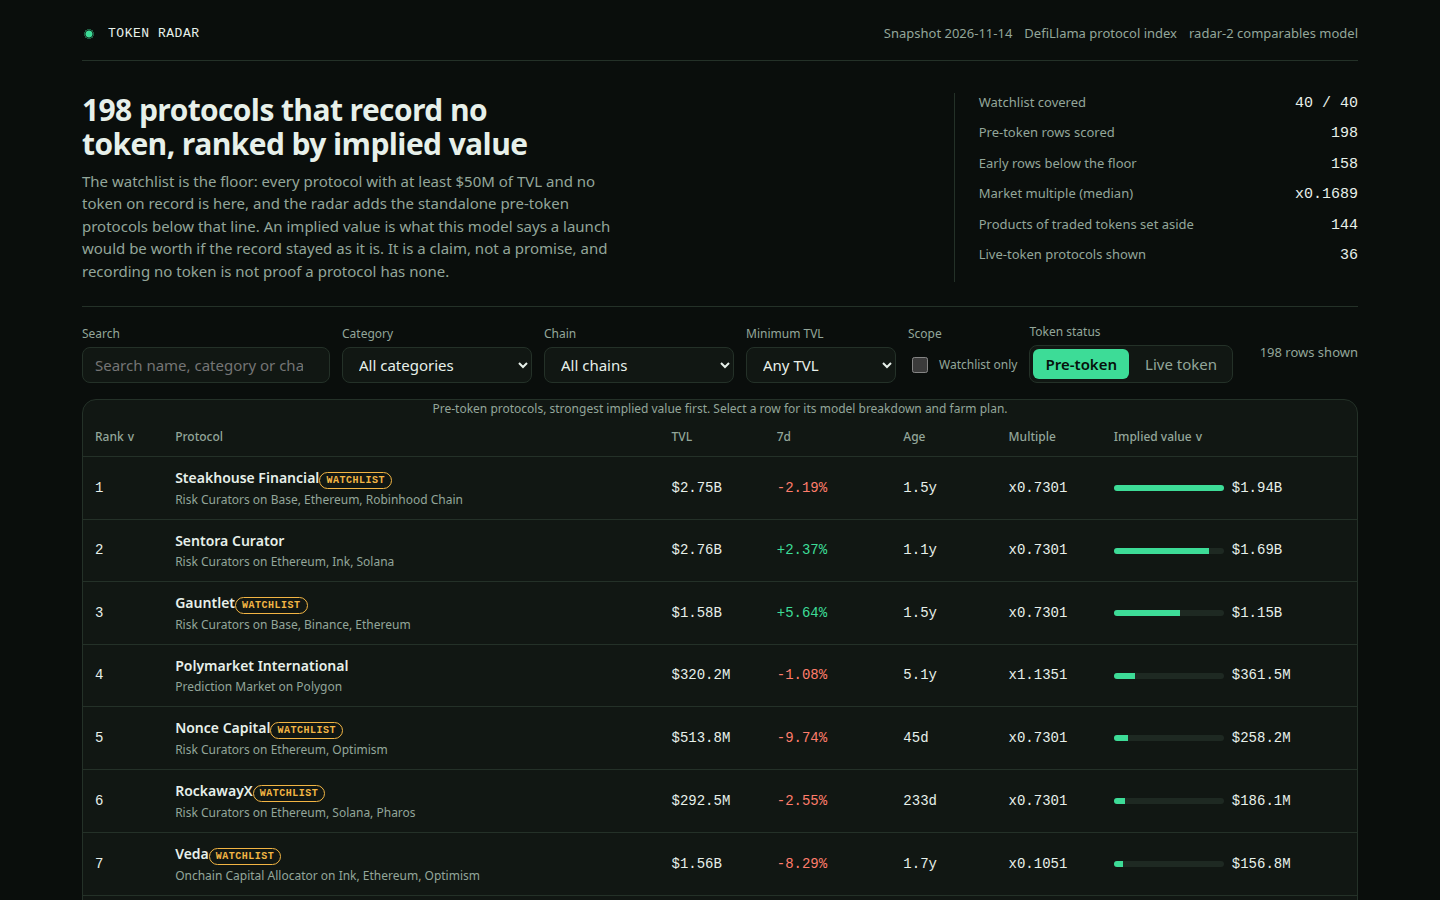 TOKEN RADAR
Snapshot 2026-11-14 DefiLlama protocol index radar-2 comparables model
198 protocols that record no
token, ranked by implied value
The watchlist is the floor: every protocol with at least $50M of TVL and no
token on record is here, and the radar adds the standalone pre-token
protocols below that line. An implied value is what this model says a launch
would be worth if the record stayed as it is. It is a claim, not a promise, and
recording no token is not proof a protocol has none.
Watchlist covered 40 / 40
Pre-token rows scored 198
Early rows below the floor 158
Market multiple (median) x0.1689
Products of traded tokens set aside 144
Live-token protocols shown 36
Search Category Chain Minimum TVL Scope Token status
Search name, category or cha All categories All chains Any TVL Watchlist only Pre-token Live token 198 rows shown
Pre-token protocols, strongest implied value first. Select a row for its model breakdown and farm plan.
Rank v Protocol TVL 7d Age Multiple Implied value v
1 Steakhouse Financial WATCHLIST $2.75B -2.19% 1.5y x0.7301 $1.94B
Risk Curators on Base, Ethereum, Robinhood Chain
2 Sentora Curator $2.76B +2.37% 1.1y x0.7301 $1.69B
Risk Curators on Ethereum, Ink, Solana
3 Gauntlet WATCHLIST $1.58B +5.64% 1.5y x0.7301 $1.15B
Risk Curators on Base, Binance, Ethereum
4 Polymarket International $320.2M -1.08% 5.1y x1.1351 $361.5M
Prediction Market on Polygon
5 Nonce Capital WATCHLIST $513.8M -9.74% 45d x0.7301 $258.2M
Risk Curators on Ethereum, Optimism
6 RockawayX WATCHLIST $292.5M -2.55% 233d x0.7301 $186.1M
Risk Curators on Ethereum, Solana, Pharos
7 Veda WATCHLIST $1.56B -8.29% 1.7y x0.1051 $156.8M
Onchain Capital Allocator on Ink, Ethereum, Optimism